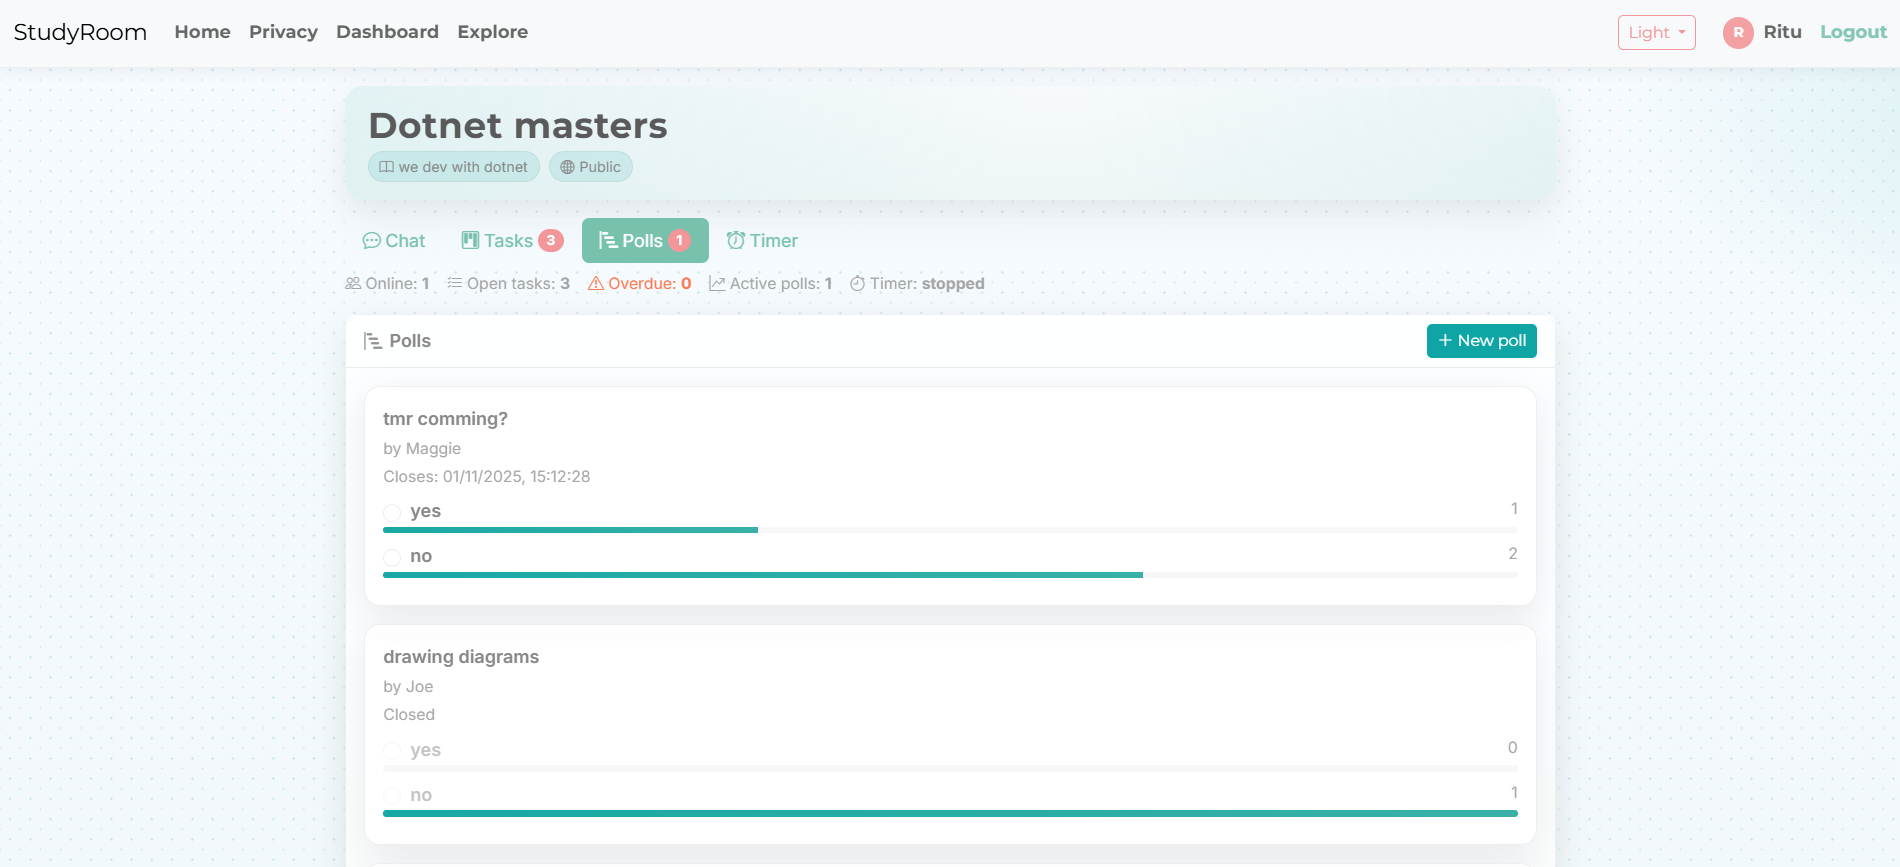 StudyRoom Home Privacy Dashboard Explore Light R Ritu Logout
Dotnet masters
we dev with dotnet Public
Chat Tasks 3 Polls 1 Timer
Online: 1 Open tasks: 3 Overdue: 0 Active polls: 1 Timer: stopped
Polls + New poll
tmr comming?
by Maggie
Closes: 01/11/2025, 15:12:28
yes 1
no 2
drawing diagrams
by Joe
Closed
yes 0
no 1